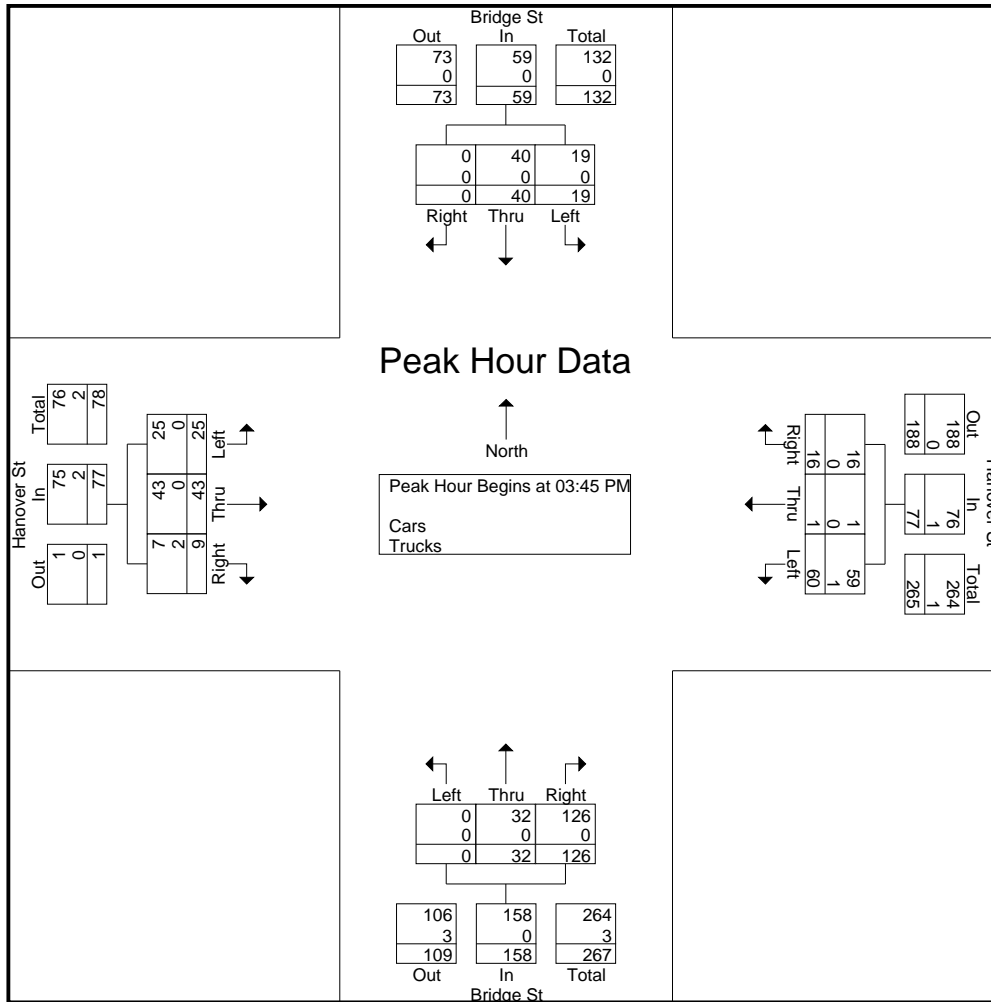 Bridge St
Out In Total
73 59 132
0 0 0
73 59 132
0 40 19
0 0 0
0 40 19
Right Thru Left
Peak Hour Data
North
Peak Hour Begins at 03:45 PM
Cars
Trucks
Hanover St
Total In Out
76 75 1
2 2 0
78 77 1
25 43 7
0 0 2
25 43 9
Left Thru Right
Right Thru Left
16 1 60
0 0 1
16 1 59
188 77 265
0 1 1
188 76 264
Out In Total
Hanover St
Left Thru Right
0 32 126
0 0 0
0 32 126
106 158 264
3 0 3
109 158 267
Out In Total
Bridge St